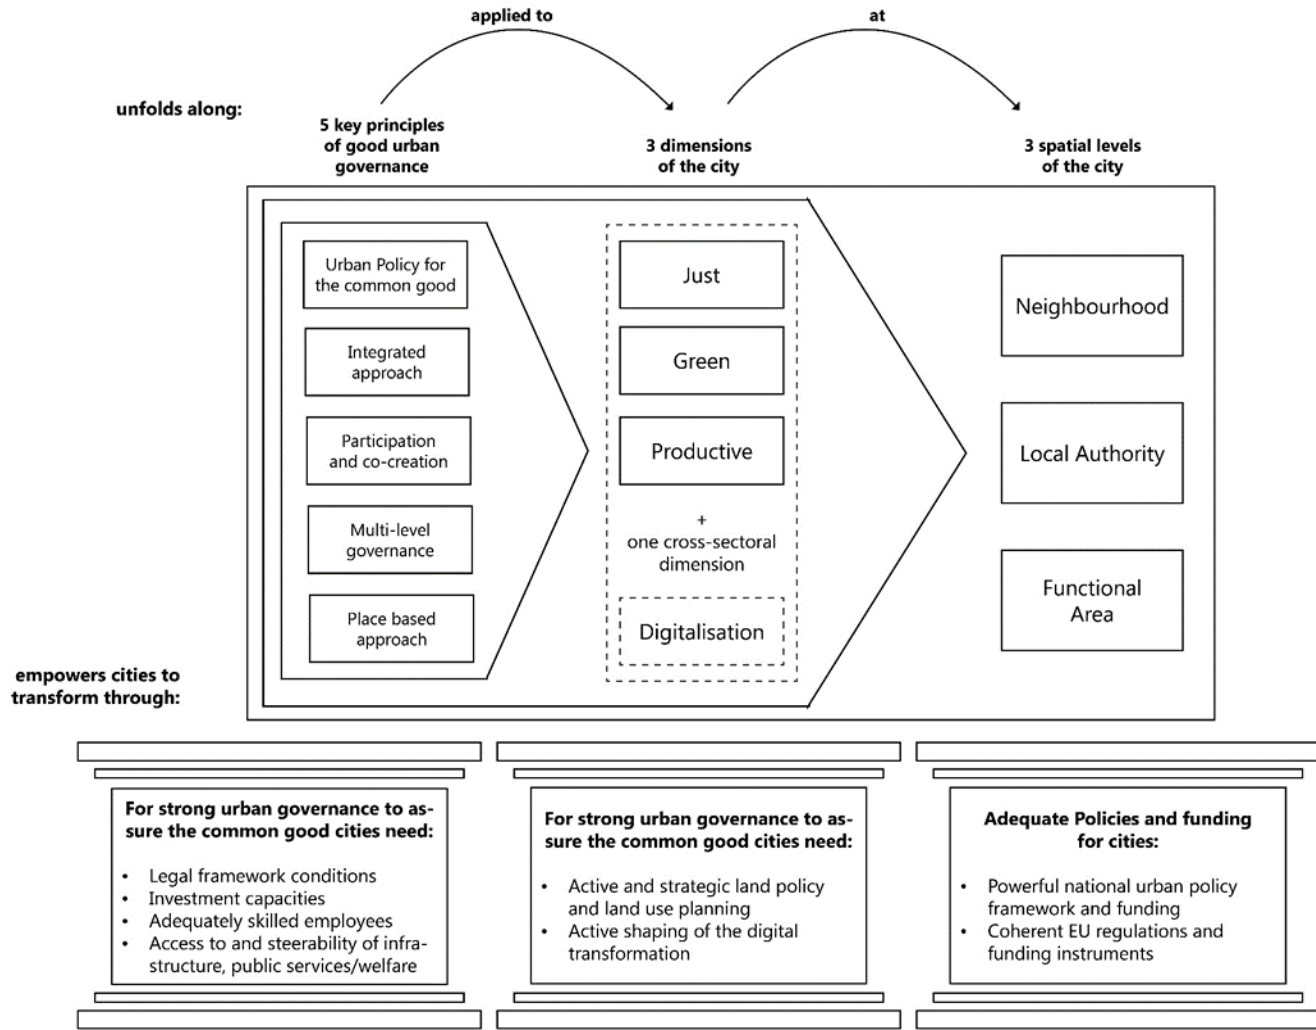 applied to
at
unfolds along:
5 key principles
of good urban
governance
3 dimensions
of the city
3 spatial levels
of the city
Urban Policy for
the common good
Integrated
approach
Participation
and co-creation
Multi-level
governance
Place based
approach
Just
Green
Productive
+
one cross-sectoral
dimension
Digitalisation
Neighbourhood
Local Authority
Functional
Area
empowers cities to
transform through:
For strong urban governance to as-
sure the common good cities need:
• Legal framework conditions
• Investment capacities
• Adequately skilled employees
• Access to and steerability of infra-
structure, public services/welfare
For strong urban governance to as-
sure the common good cities need:
• Active and strategic land policy
and land use planning
• Active shaping of the digital
transformation
Adequate Policies and funding
for cities:
• Powerful national urban policy
framework and funding
• Coherent EU regulations and
funding instruments